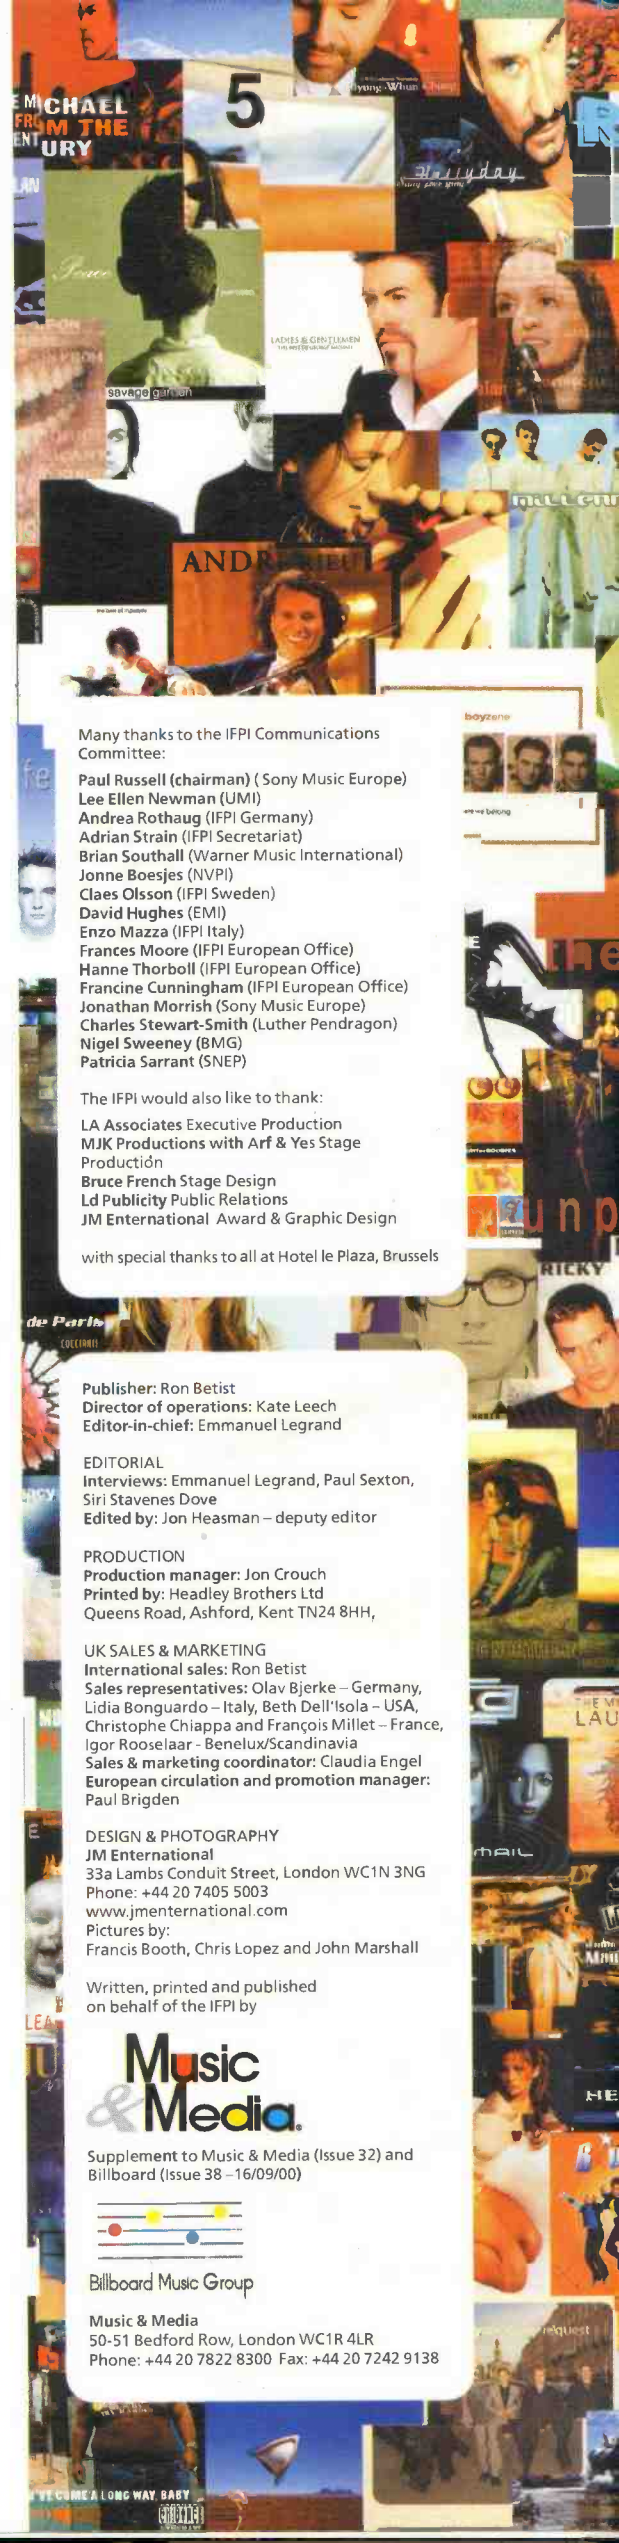 MICHAEL
FROM THE
URY
5
Hallyday
Peace
LADIES & GENTLEMEN
savage garden
ANDRE RIEU
boyzone
where we belong
Many thanks to the IFPI Communications
Committee:
Paul Russell (chairman) ( Sony Music Europe)
Lee Ellen Newman (UMI)
Andrea Rothaug (IFPI Germany)
Adrian Strain (IFPI Secretariat)
Brian Southall (Warner Music International)
Jonne Boesjes (NVPI)
Claes Olsson (IFPI Sweden)
David Hughes (EMI)
Enzo Mazza (IFPI Italy)
Frances Moore (IFPI European Office)
Hanne Thorboll (IFPI European Office)
Francine Cunningham (IFPI European Office)
Jonathan Morrish (Sony Music Europe)
Charles Stewart-Smith (Luther Pendragon)
Nigel Sweeney (BMG)
Patricia Sarrant (SNEP)
The IFPI would also like to thank:
LA Associates Executive Production
MJK Productions with Arf & Yes Stage
Production
Bruce French Stage Design
Ld Publicity Public Relations
JM Enternational Award & Graphic Design
with special thanks to all at Hotel le Plaza, Brussels
the
unp
RICKY
de Paris
COCCIANTE
Publisher: Ron Betist
Director of operations: Kate Leech
Editor-in-chief: Emmanuel Legrand
EDITORIAL
Interviews: Emmanuel Legrand, Paul Sexton,
Siri Stavenes Dove
Edited by: Jon Heasman – deputy editor
PRODUCTION
Production manager: Jon Crouch
Printed by: Headley Brothers Ltd
Queens Road, Ashford, Kent TN24 8HH,
UK SALES & MARKETING
International sales: Ron Betist
Sales representatives: Olav Bjerke – Germany,
Lidia Bonguardo – Italy, Beth Dell'Isola – USA,
Christophe Chiappa and François Millet – France,
Igor Rooselaar - Benelux/Scandinavia
Sales & marketing coordinator: Claudia Engel
European circulation and promotion manager:
Paul Brigden
DESIGN & PHOTOGRAPHY
JM Enternational
33a Lambs Conduit Street, London WC1N 3NG
Phone: +44 20 7405 5003
www.jmenternational.com
Pictures by:
Francis Booth, Chris Lopez and John Marshall
Written, printed and published
on behalf of the IFPI by
Music
& Media®
Supplement to Music & Media (Issue 32) and
Billboard (Issue 38 –16/09/00)
Billboard Music Group
Music & Media
50-51 Bedford Row, London WC1R 4LR
Phone: +44 20 7822 8300 Fax: +44 20 7242 9138
LAU
MAIL
HE
request
COME A LONG WAY, BABY